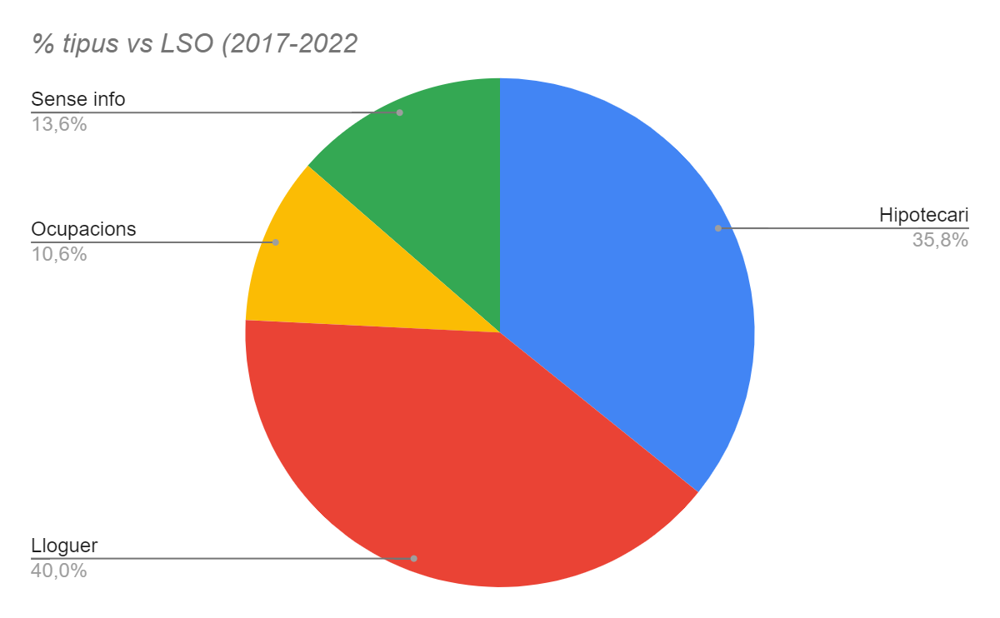 % tipus vs LSO (2017-2022
Sense info
13,6%
Ocupacions
10,6%
Hipotecari
35,8%
Lloguer
40,0%